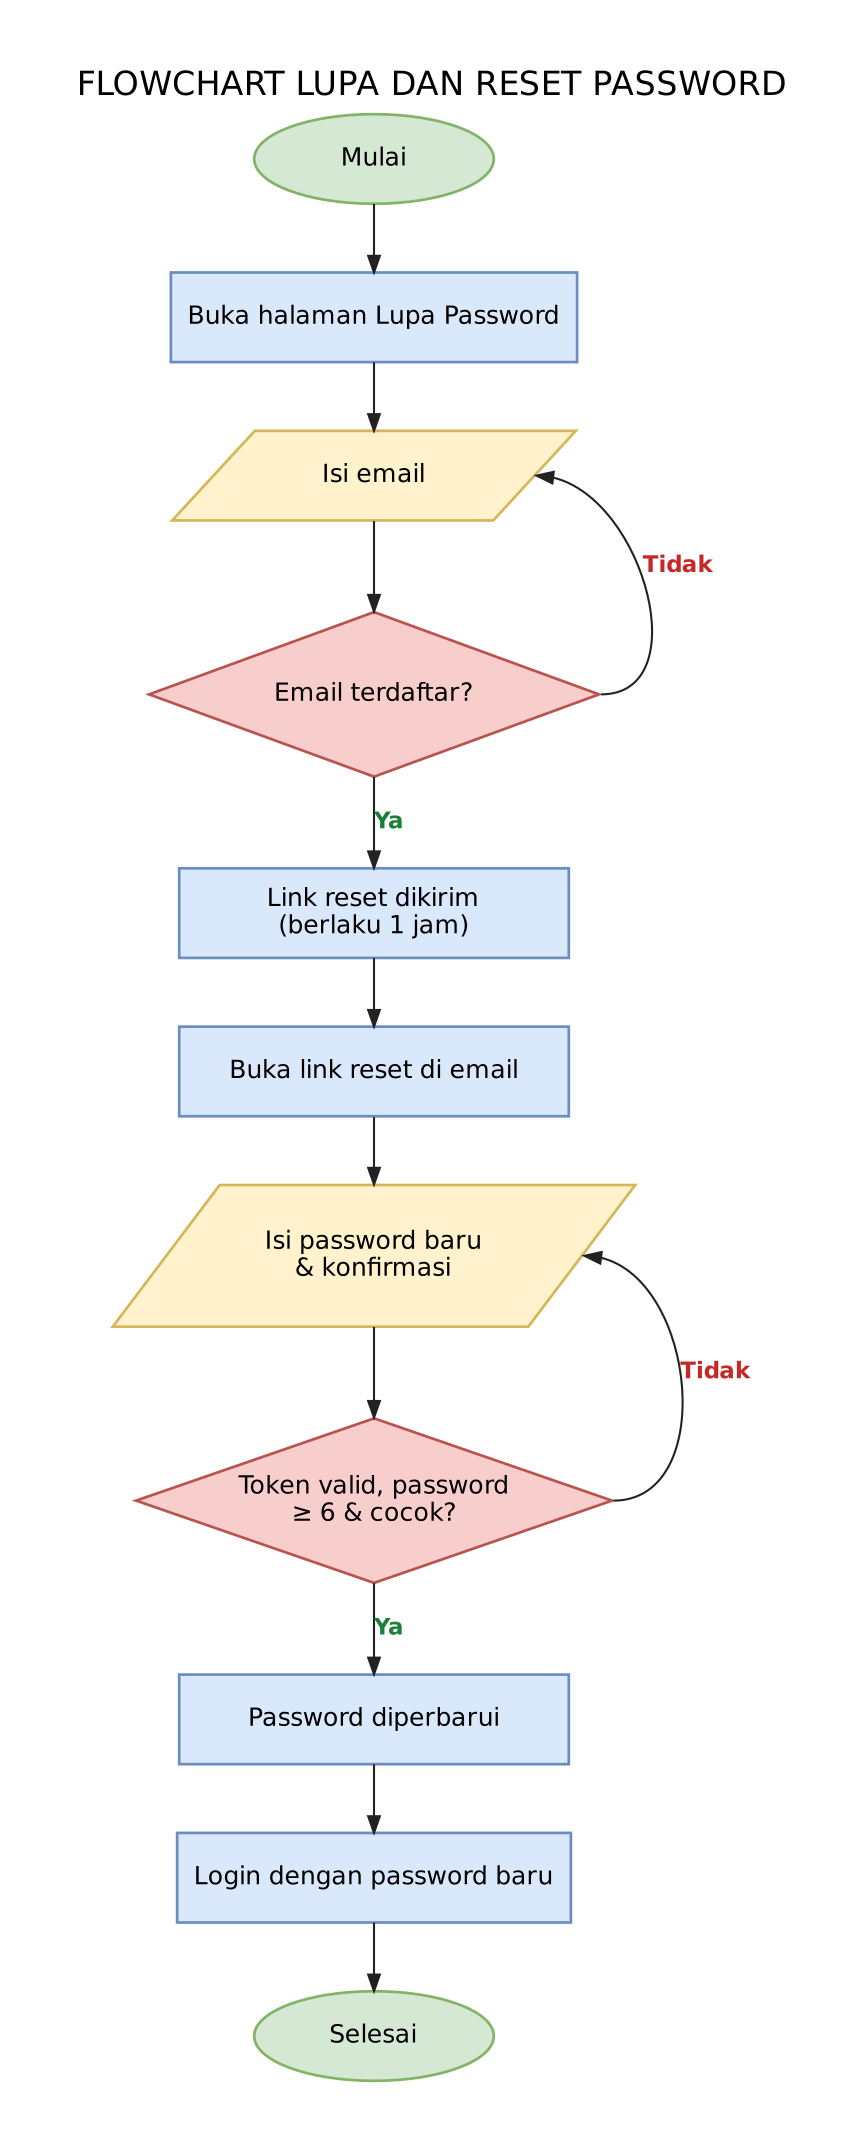 FLOWCHART LUPA DAN RESET PASSWORD
Mulai
Buka halaman Lupa Password
Isi email
Tidak
Email terdaftar?
Ya
Link reset dikirim
(berlaku 1 jam)
Buka link reset di email
Isi password baru
& konfirmasi
Tidak
Token valid, password
≥ 6 & cocok?
Ya
Password diperbarui
Login dengan password baru
Selesai